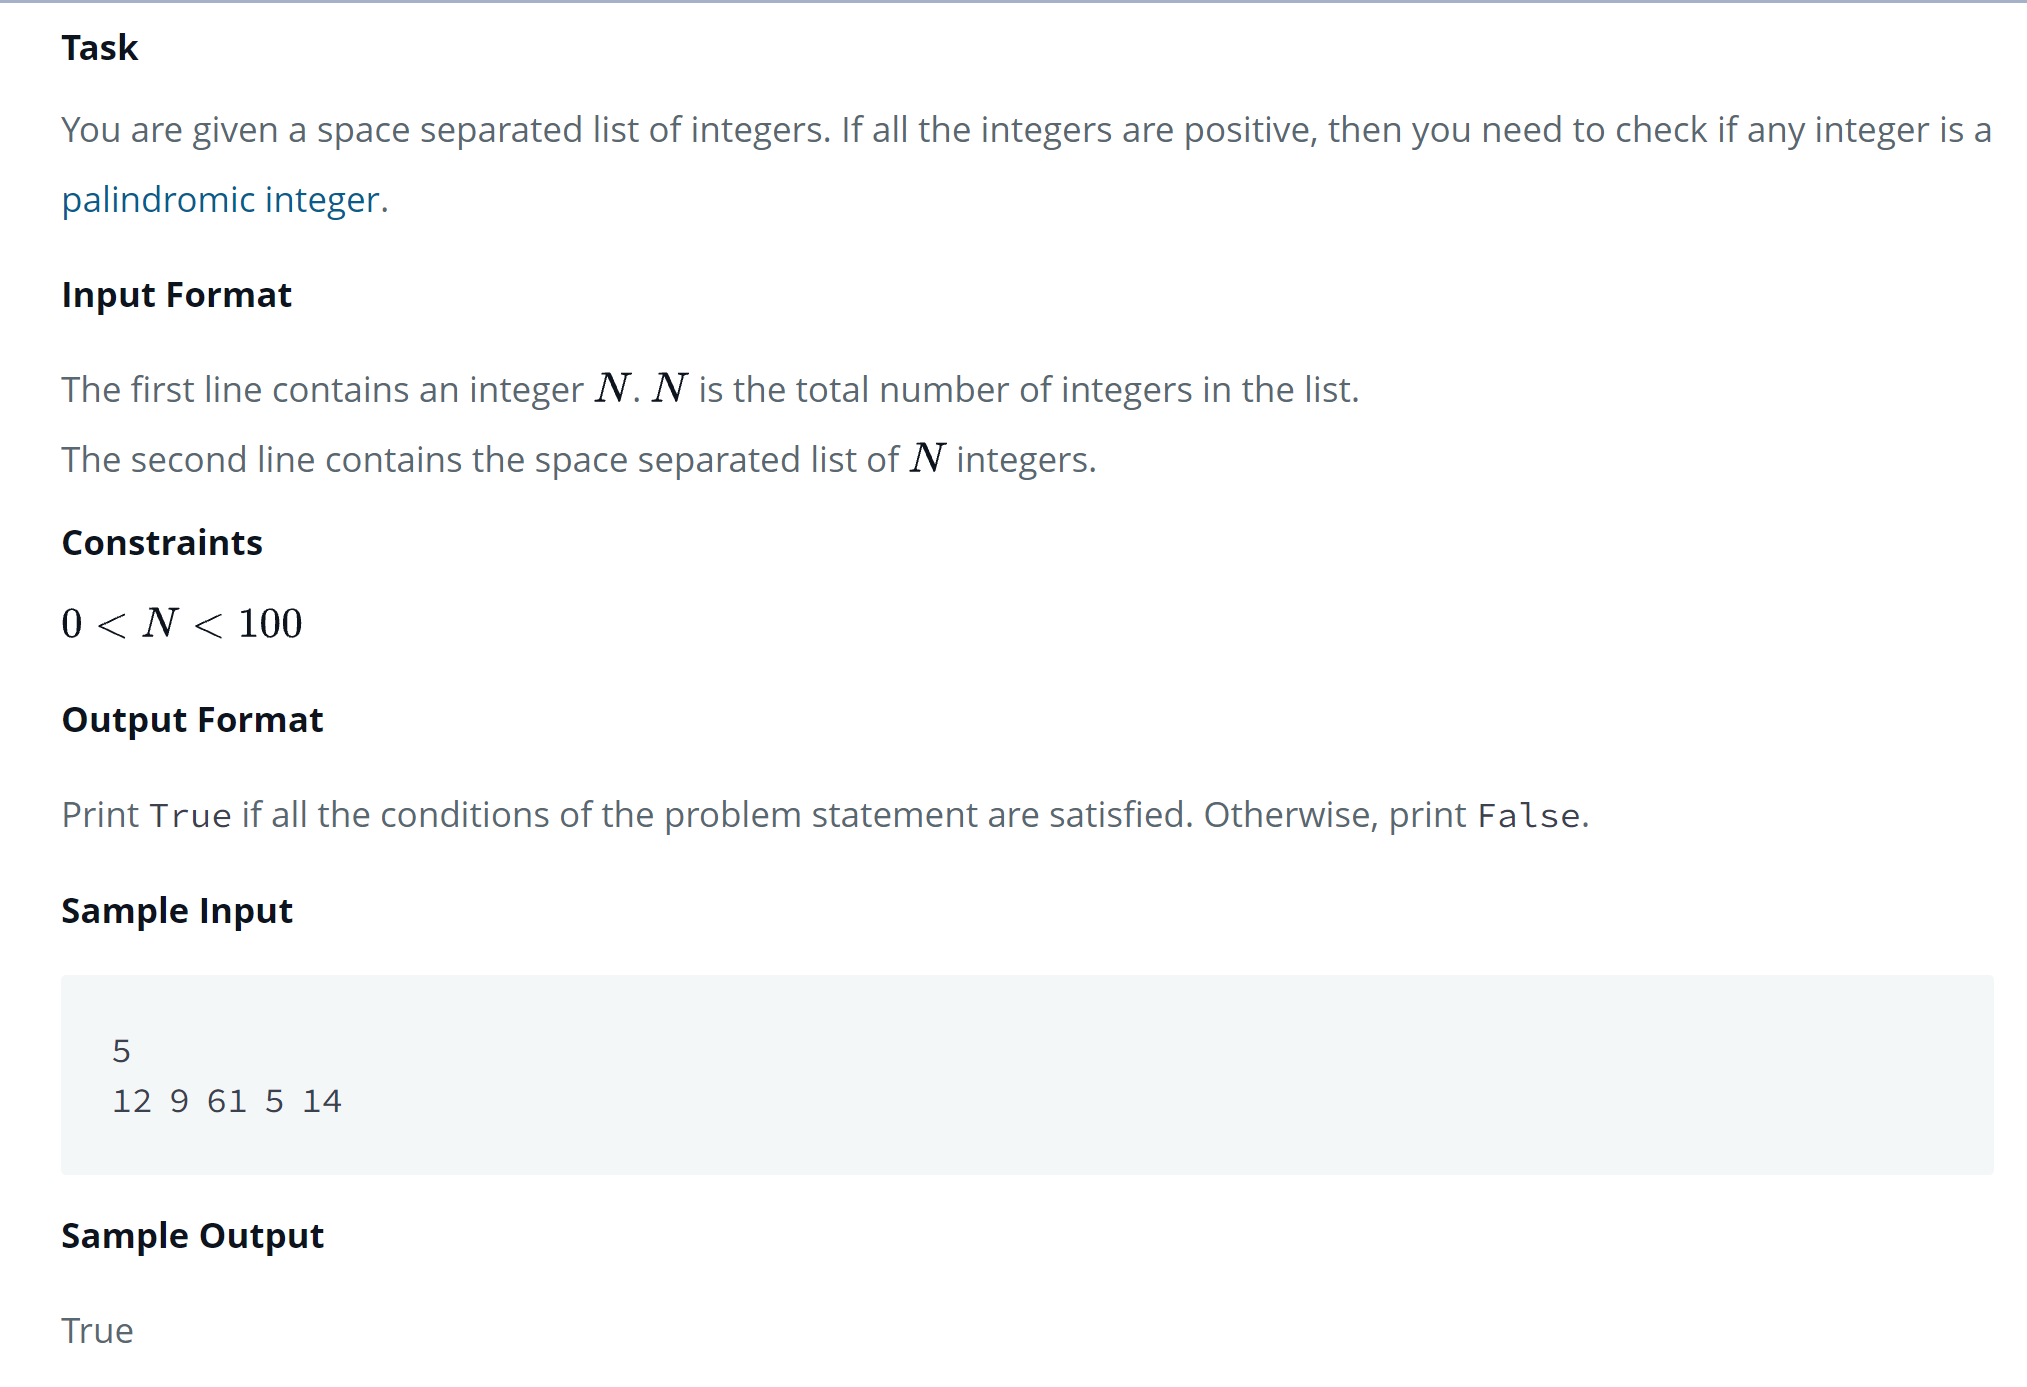 Task
You are given a space separated list of integers. If all the integers are positive, then you need to check if any integer is a
palindromic integer.
Input Format
The first line contains an integer N. N is the total number of integers in the list.
The second line contains the space separated list of N integers.
Constraints
0 < N < 100
Output Format
Print True if all the conditions of the problem statement are satisfied. Otherwise, print False.
Sample Input
5
12 9 61 5 14
Sample Output
True